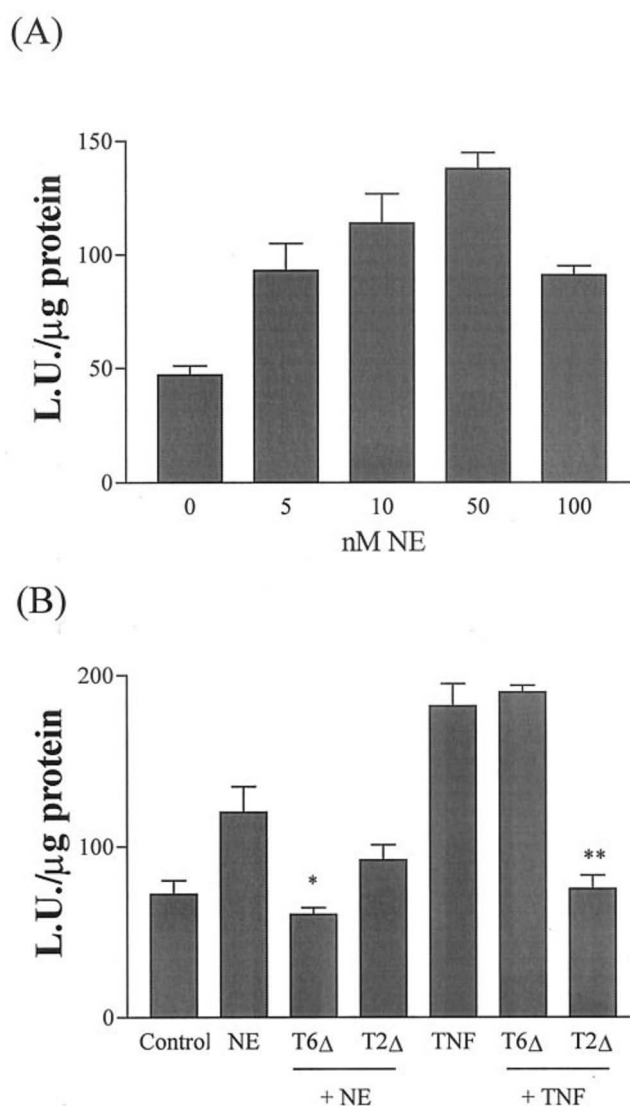 (A)
150
100
50
0
L.U./μg protein
0 5 10 50 100
nM NE
(B)
200
100
0
L.U./μg protein
*
**
Control NE T6Δ T2Δ TNF T6Δ T2Δ
+ NE + TNF